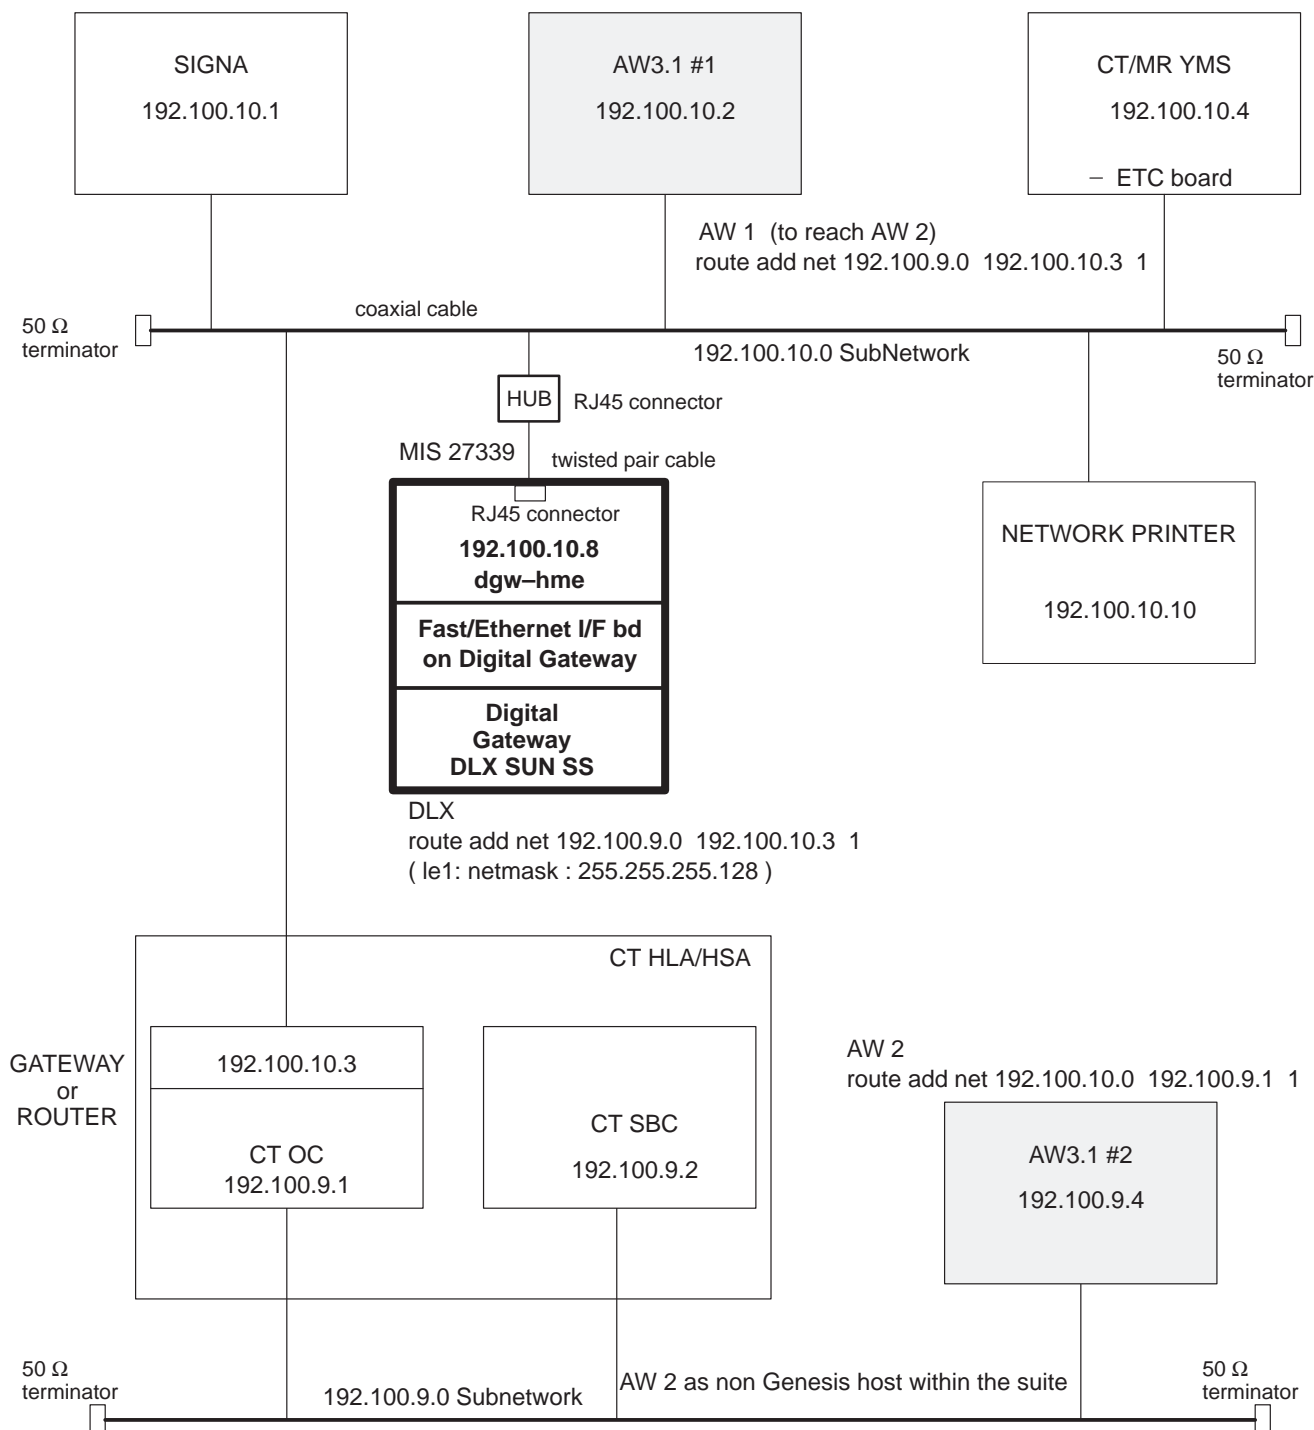 SIGNA
192.100.10.1
AW3.1 #1
192.100.10.2
CT/MR YMS
192.100.10.4
– ETC board
AW 1 (to reach AW 2)
route add net 192.100.9.0 192.100.10.3 1
coaxial cable
50 Ω
terminator
192.100.10.0 SubNetwork
50 Ω
terminator
HUB
RJ45 connector
MIS 27339
twisted pair cable
RJ45 connector
192.100.10.8
dgw–hme
Fast/Ethernet I/F bd
on Digital Gateway
Digital
Gateway
DLX SUN SS
NETWORK PRINTER
192.100.10.10
DLX
route add net 192.100.9.0 192.100.10.3 1
( le1: netmask : 255.255.255.128 )
CT HLA/HSA
GATEWAY
or
ROUTER
192.100.10.3
CT OC
192.100.9.1
CT SBC
192.100.9.2
AW 2
route add net 192.100.10.0 192.100.9.1 1
AW3.1 #2
192.100.9.4
50 Ω
terminator
192.100.9.0 Subnetwork
AW 2 as non Genesis host within the suite
50 Ω
terminator